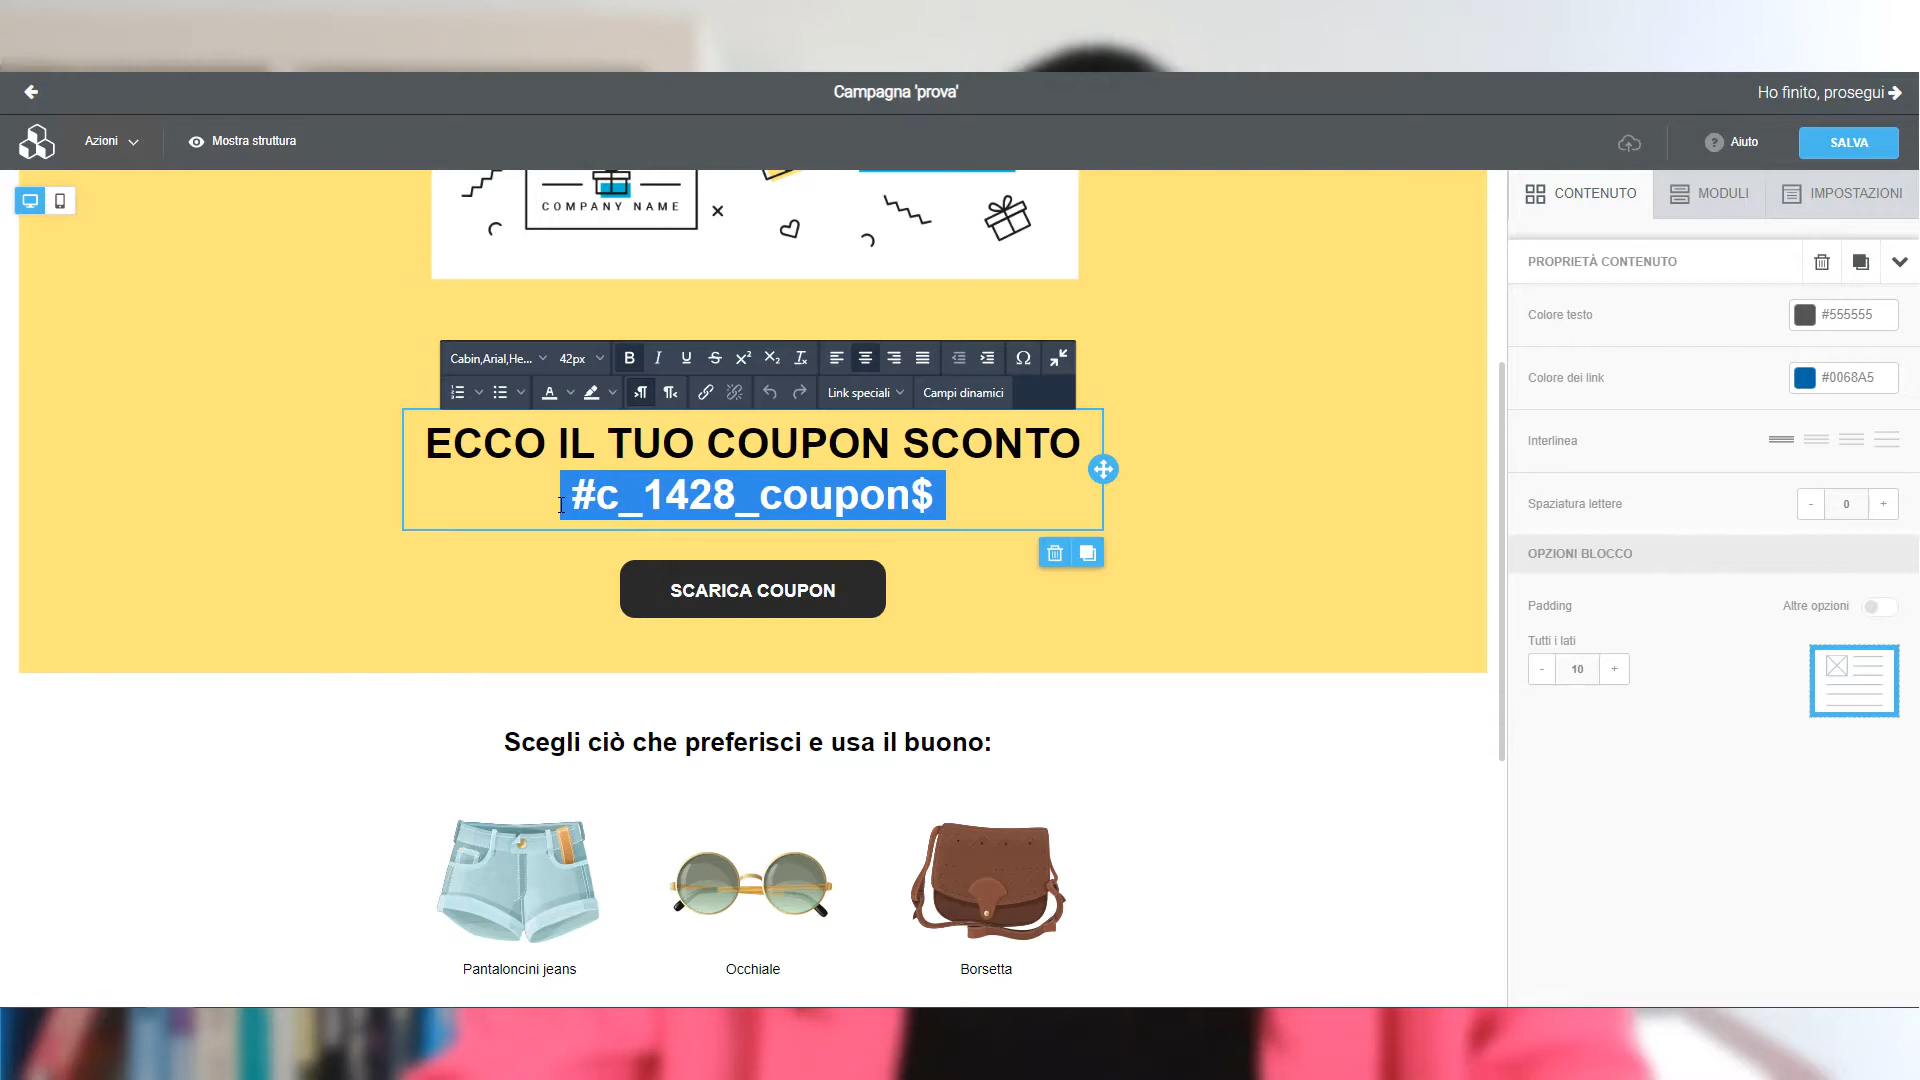 Campagna 'prova'
Ho finito, prosegui
Azioni
Mostra struttura
? Aiuto
SALVA
COMPANY NAME
CONTENUTO
MODULI
IMPOSTAZIONI
PROPRIETÀ CONTENUTO
Colore testo
#555555
Colore dei link
#0068A5
Interlinea
Spaziatura lettere
- 0 +
OPZIONI BLOCCO
Padding
Altre opzioni
Tutti i lati
- 10 +
Cabin,Arial,He...
42px
Link speciali
Campi dinamici
ECCO IL TUO COUPON SCONTO
#c_1428_coupon$
SCARICA COUPON
Scegli ciò che preferisci e usa il buono:
Pantaloncini jeans
Occhiale
Borsetta